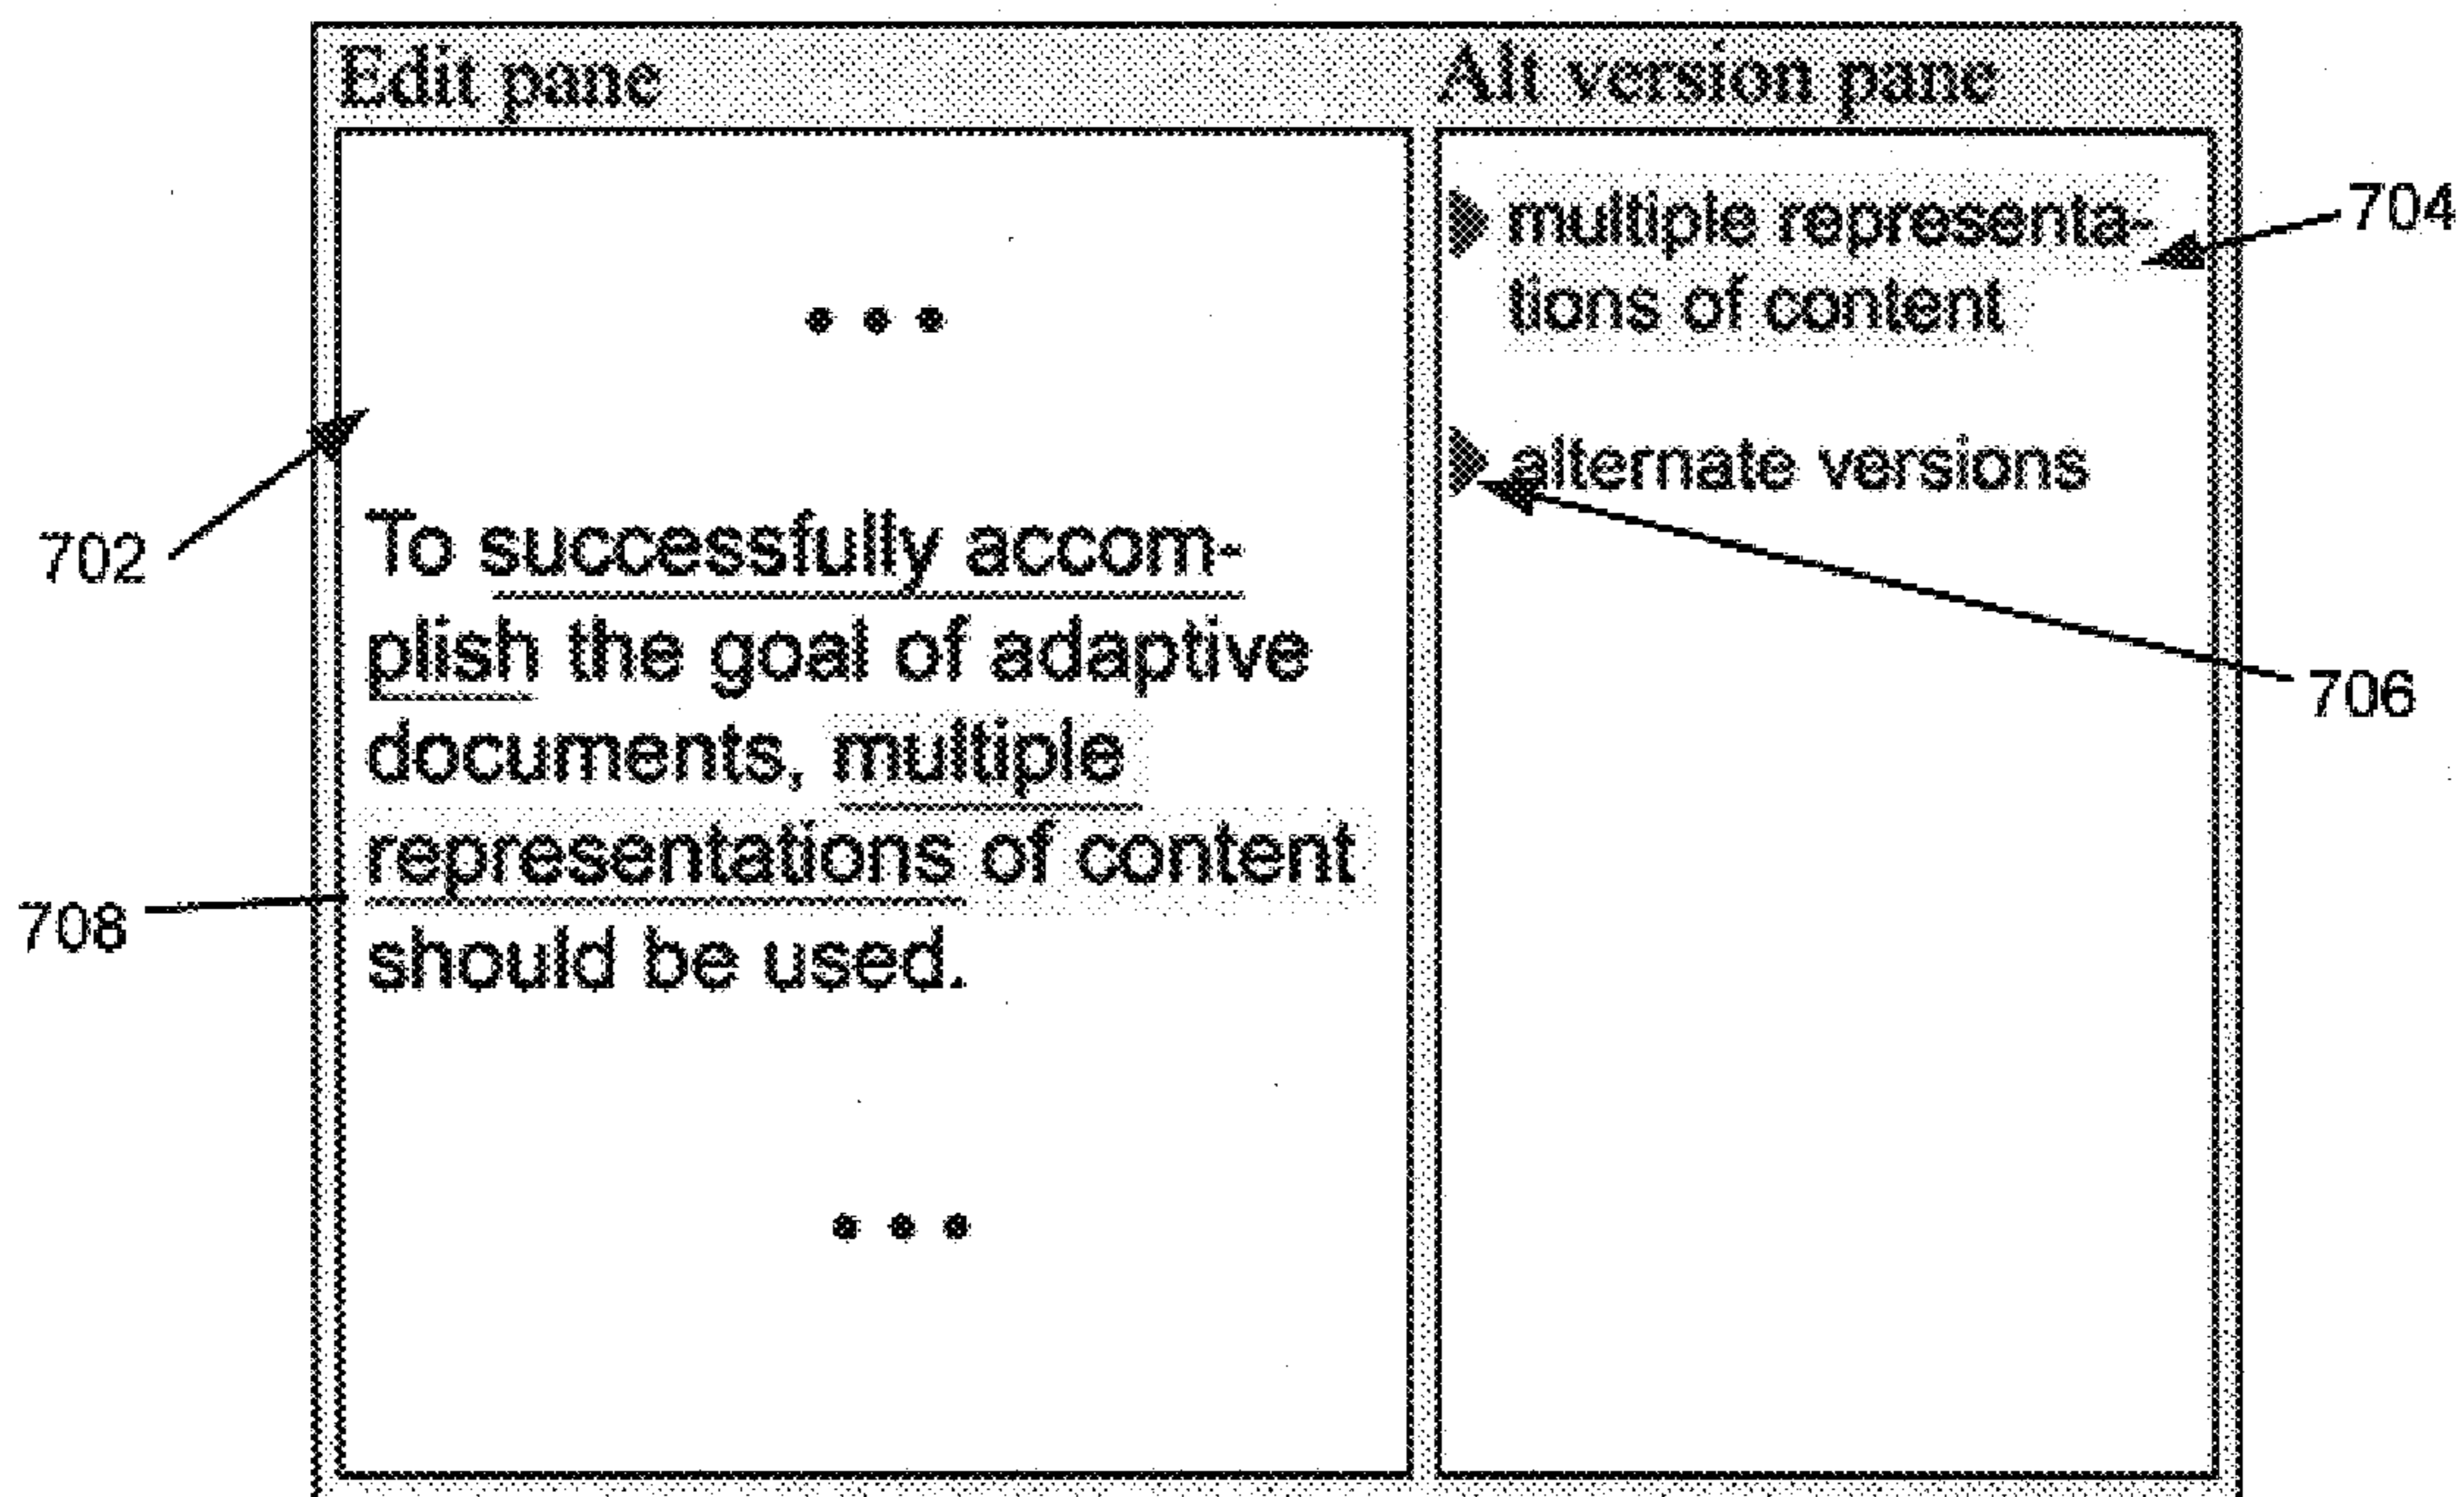 Edit pane
Alt version pane
• • •
To successfully accom-
plish the goal of adaptive
documents, multiple
representations of content
should be used.
• • •
multiple representa-
tions of content
alternate versions
702
704
706
708